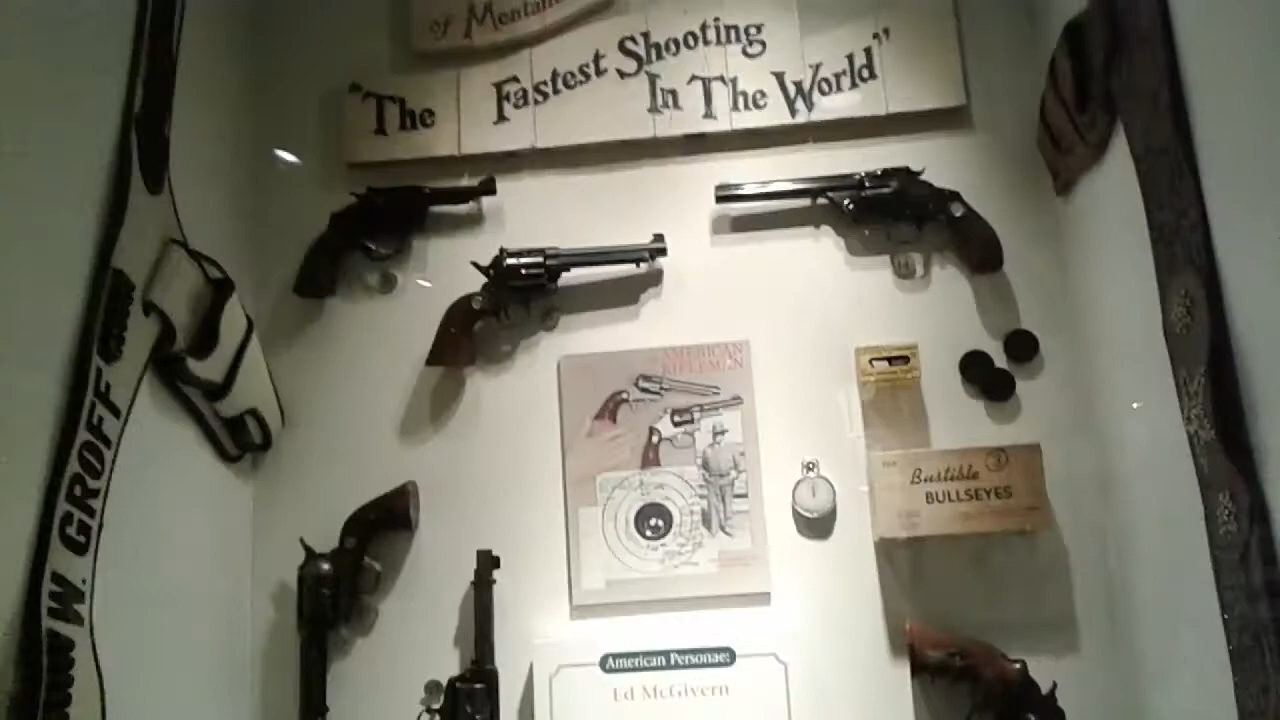 of Montana
"The Fastest Shooting
In The World"
AMERICAN
RIFLEMAN
Bustible
BULLSEYES
W. GROFF
American Personae:
Ed McGivern